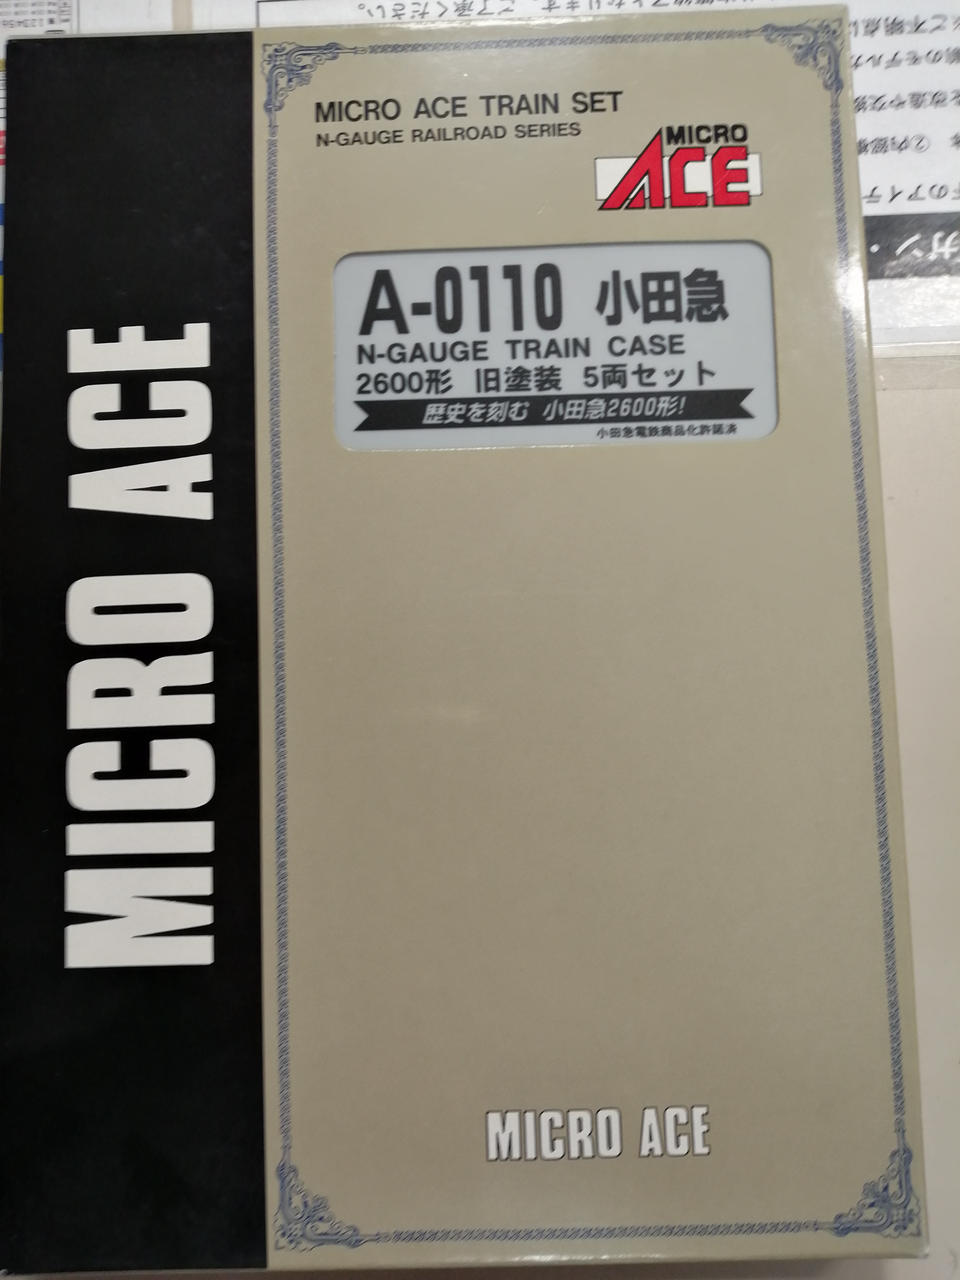 MICRO ACE TRAIN SET
N-GAUGE RAILROAD SERIES
MICRO
ACE
A-0110 小田急
N-GAUGE TRAIN CASE
2600形 旧塗装 5両セット
歴史を刻む 小田急2600形!
小田急電鉄商品化許諾済
MICRO ACE
MICRO ACE